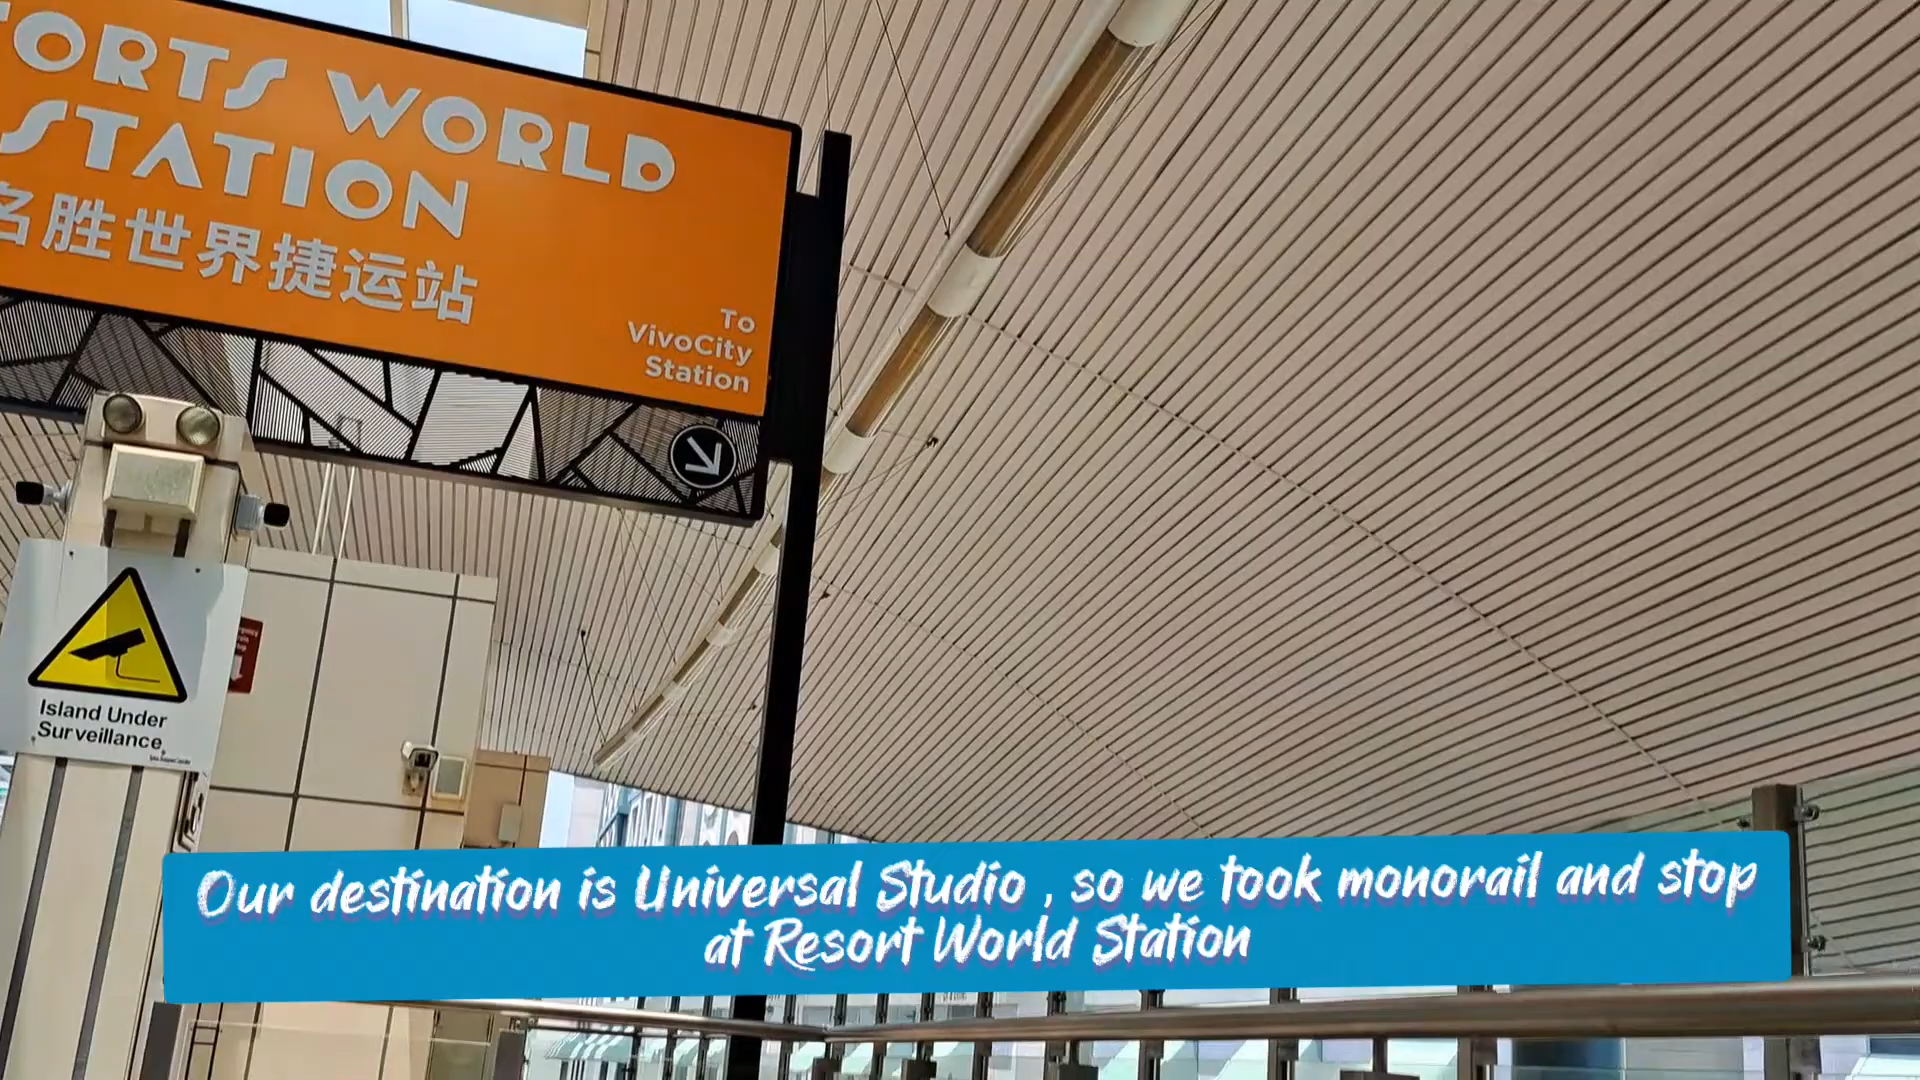 ORTS WORLD
STATION
名胜世界捷运站
To
VivoCity
Station
Island Under
Surveillance
Our destination is Universal Studio , so we took monorail and stop
at Resort World Station